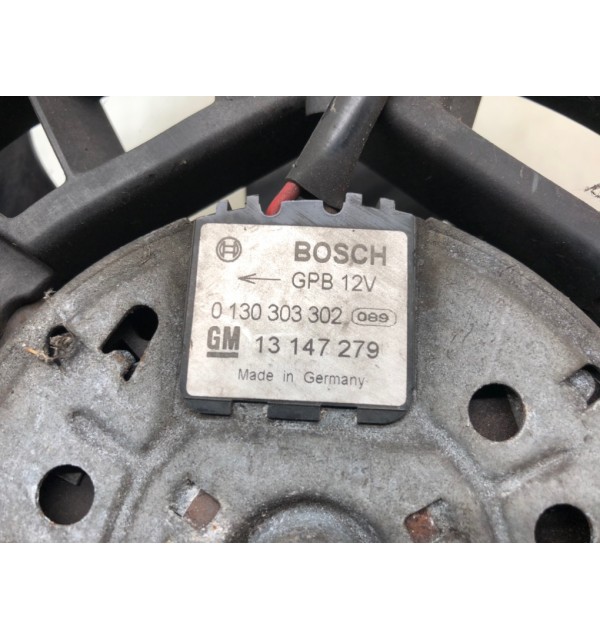 BOSCH
GPB 12V
0 130 303 302 089
GM 13 147 279
Made in Germany